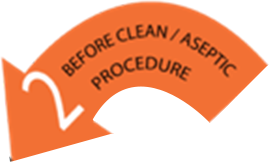 2
BEFORE CLEAN / ASEPTIC
PROCEDURE